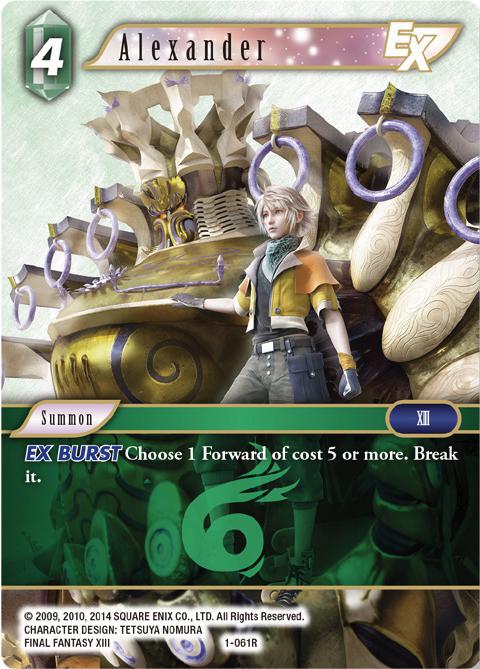 4
Alexander
EX
Summon
XIII
EX BURST Choose 1 Forward of cost 5 or more. Break
it.
© 2009, 2010, 2014 SQUARE ENIX CO., LTD. All Rights Reserved.
CHARACTER DESIGN: TETSUYA NOMURA
FINAL FANTASY XIII
1-061R